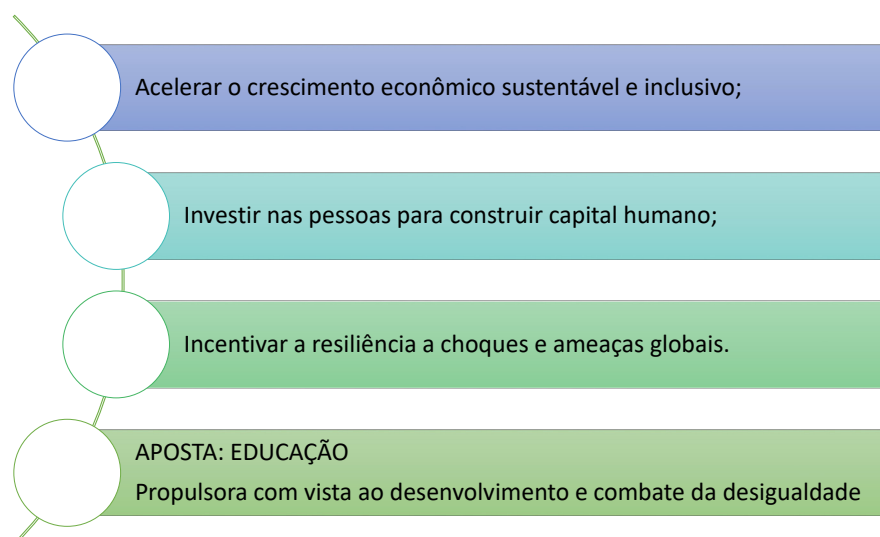 Acelerar o crescimento econômico sustentável e inclusivo;
Investir nas pessoas para construir capital humano;
Incentivar a resiliência a choques e ameaças globais.
APOSTA: EDUCAÇÃO
Propulsora com vista ao desenvolvimento e combate da desigualdade